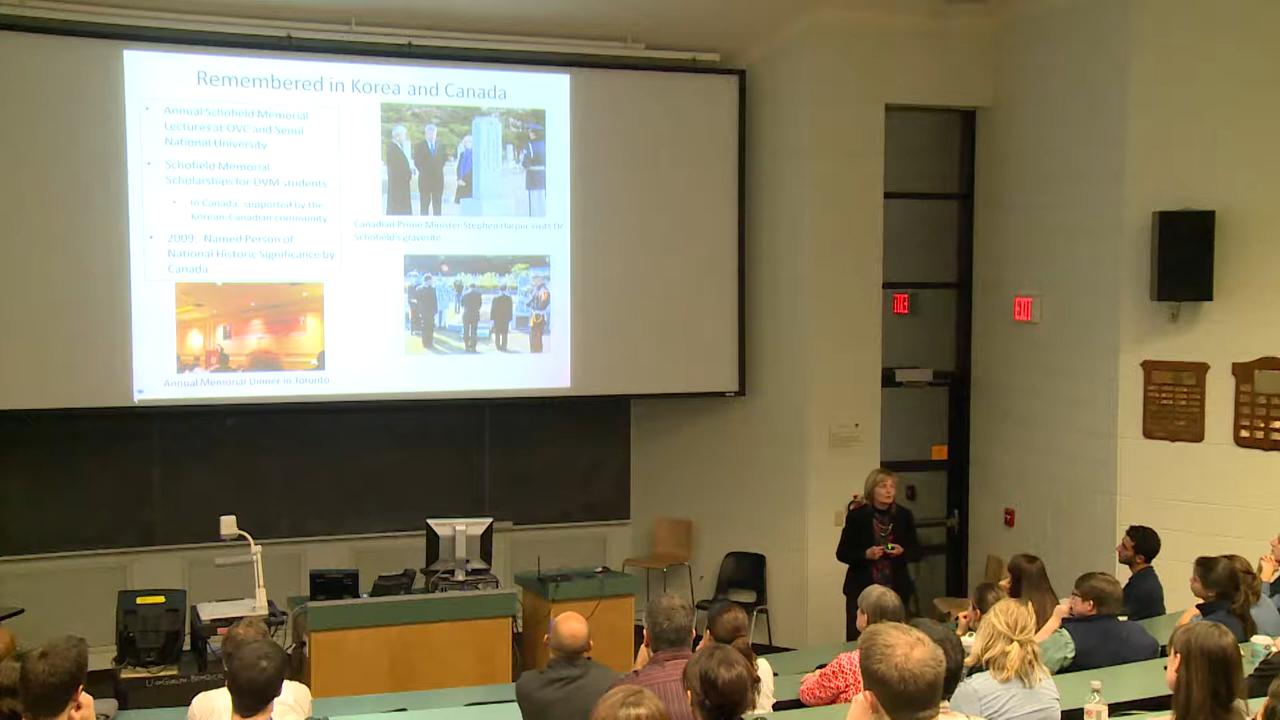 Remembered in Korea and Canada
• Annual Schofield Memorial
Lectures at OVC and Seoul
National University
• Schofield Memorial
Scholarships for DVM students
• In Canada, supported by the
Korean-Canadian community
• 2009: Named Person of
National Historic Significance by
Canada
Canadian Prime Minister Stephen Harper visits Dr
Schofield's gravesite
Annual Memorial Dinner in Toronto
EXIT